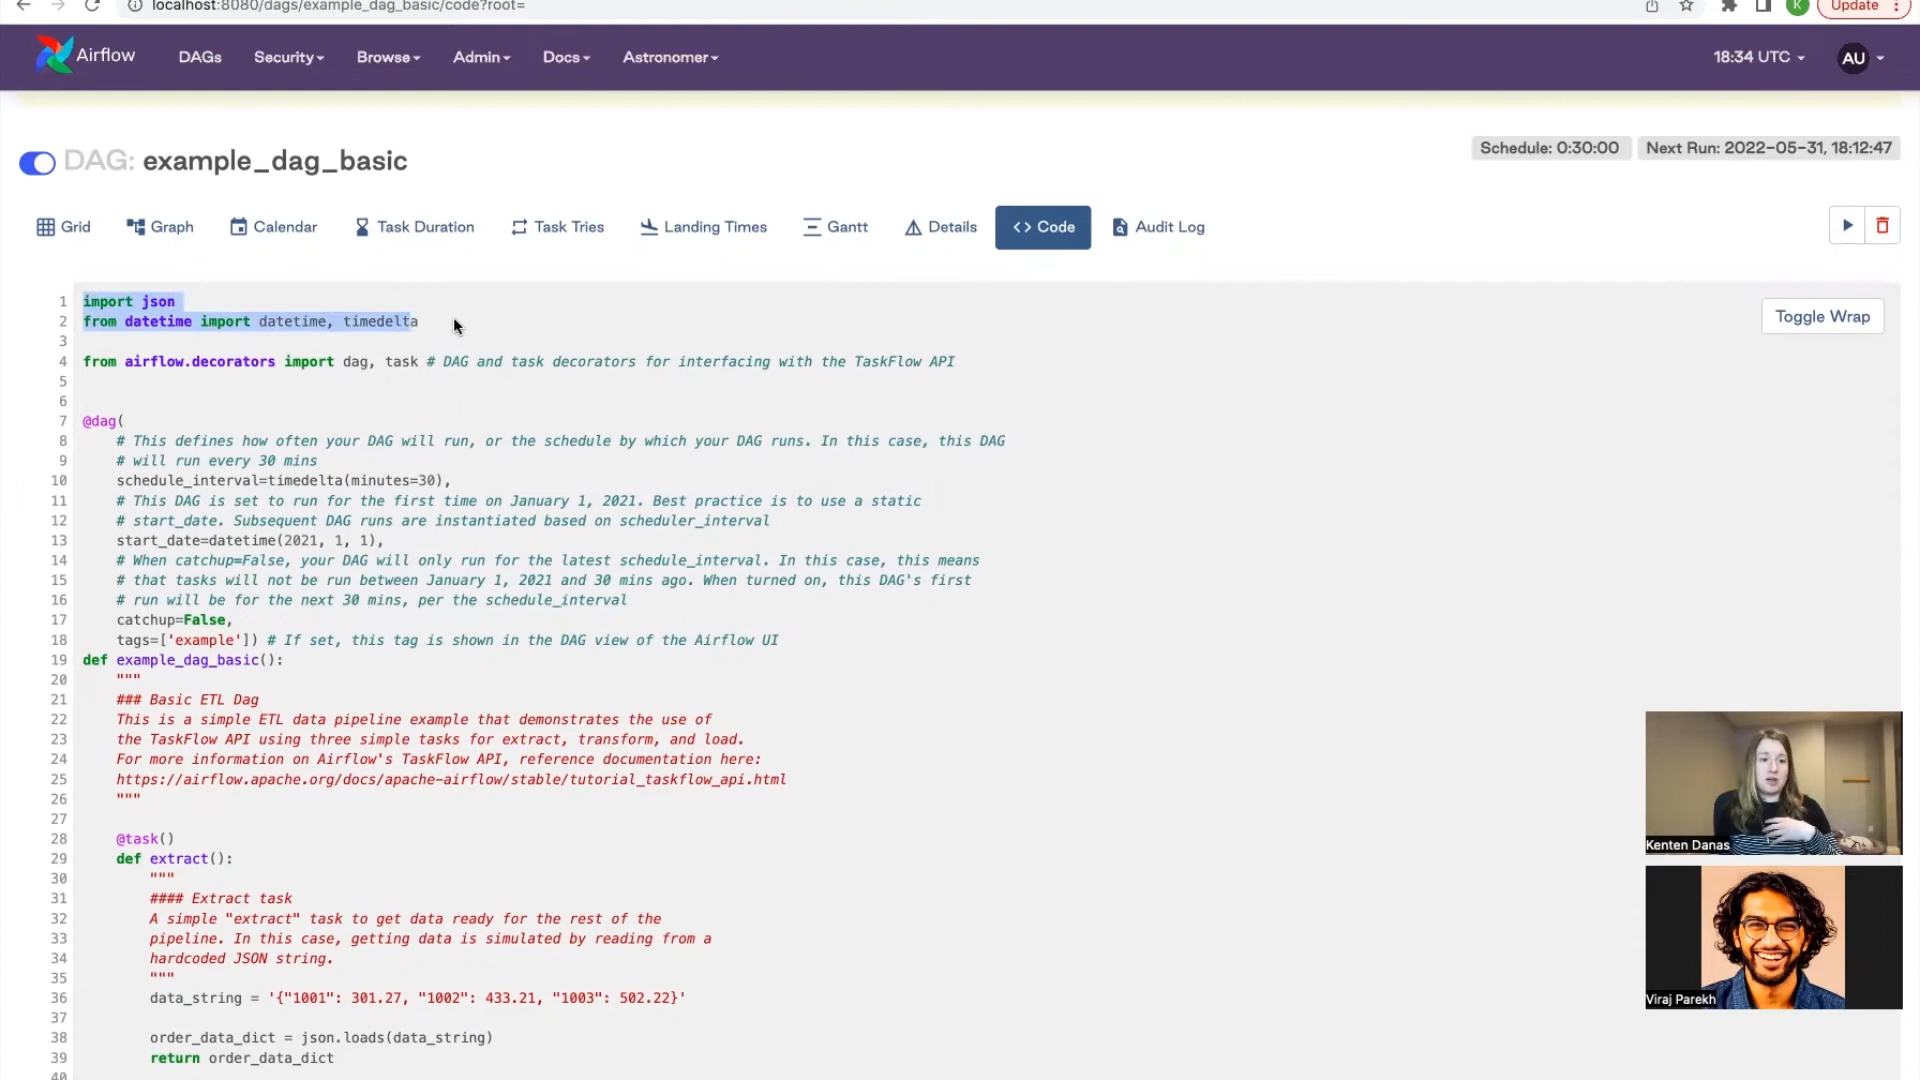 localhost:8080/dags/example_dag_basic/code?root=
K
Update
Airflow
DAGs
Security
Browse
Admin
Docs
Astronomer
18:34 UTC
AU
DAG: example_dag_basic
Schedule: 0:30:00
Next Run: 2022-05-31, 18:12:47
Grid
Graph
Calendar
Task Duration
Task Tries
Landing Times
Gantt
Details
<> Code
Audit Log
Toggle Wrap
1 import json
2 from datetime import datetime, timedelta
3
4 from airflow.decorators import dag, task # DAG and task decorators for interfacing with the TaskFlow API
5
6
7 @dag(
8 # This defines how often your DAG will run, or the schedule by which your DAG runs. In this case, this DAG
9 # will run every 30 mins
10 schedule_interval=timedelta(minutes=30),
11 # This DAG is set to run for the first time on January 1, 2021. Best practice is to use a static
12 # start_date. Subsequent DAG runs are instantiated based on scheduler_interval
13 start_date=datetime(2021, 1, 1),
14 # When catchup=False, your DAG will only run for the latest schedule_interval. In this case, this means
15 # that tasks will not be run between January 1, 2021 and 30 mins ago. When turned on, this DAG's first
16 # run will be for the next 30 mins, per the schedule_interval
17 catchup=False,
18 tags=['example']) # If set, this tag is shown in the DAG view of the Airflow UI
19 def example_dag_basic():
20 """
21 ### Basic ETL Dag
22 This is a simple ETL data pipeline example that demonstrates the use of
23 the TaskFlow API using three simple tasks for extract, transform, and load.
24 For more information on Airflow's TaskFlow API, reference documentation here:
25 https://airflow.apache.org/docs/apache-airflow/stable/tutorial_taskflow_api.html
26 """
27
28 @task()
29 def extract():
30 """
31 #### Extract task
32 A simple "extract" task to get data ready for the rest of the
33 pipeline. In this case, getting data is simulated by reading from a
34 hardcoded JSON string.
35 """
36 data_string = '{"1001": 301.27, "1002": 433.21, "1003": 502.22}'
37
38 order_data_dict = json.loads(data_string)
39 return order_data_dict
40
Kenten Danas
Viraj Parekh